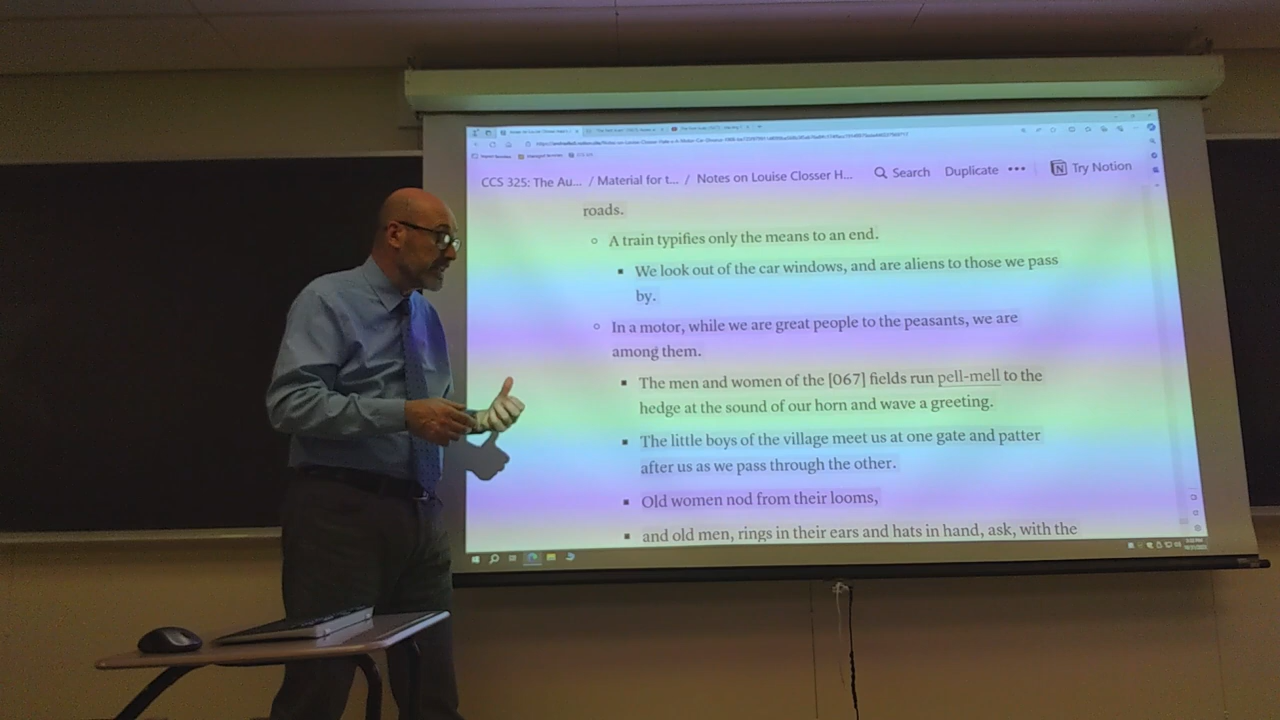 CCS 325: The Au... / Material for t... / Notes on Louise Closser H... Search Duplicate ••• Try Notion
roads.
A train typifies only the means to an end.
We look out of the car windows, and are aliens to those we pass
by.
In a motor, while we are great people to the peasants, we are
among them.
The men and women of the [067] fields run pell-mell to the
hedge at the sound of our horn and wave a greeting.
The little boys of the village meet us at one gate and patter
after us as we pass through the other.
Old women nod from their looms,
and old men, rings in their ears and hats in hand, ask, with the